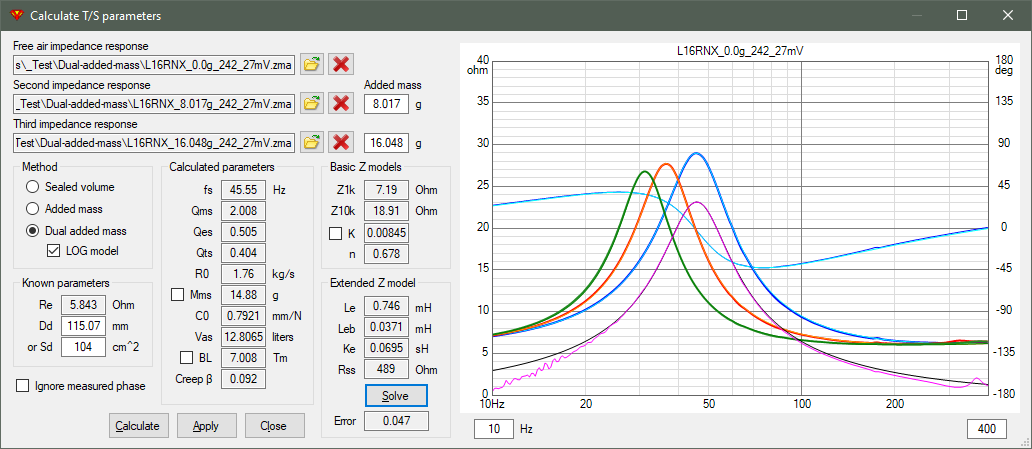 Calculate T/S parameters
Free air impedance response
s\_Test\Dual-added-mass\L16RNX_0.0g_242_27mV.zma
Second impedance response
Added mass
_Test\Dual-added-mass\L16RNX_8.017g_242_27mV.zma
8.017 g
Third impedance response
Test\Dual-added-mass\L16RNX_16.048g_242_27mV.zma
16.048 g
Method
Sealed volume
Added mass
Dual added mass
LOG model
Known parameters
Re 5.843 Ohm
Dd 115.07 mm
or Sd 104 cm^2
Ignore measured phase
Calculated parameters
fs 45.55 Hz
Qms 2.008
Qes 0.505
Qts 0.404
R0 1.76 kg/s
Mms 14.88 g
C0 0.7921 mm/N
Vas 12.8065 liters
BL 7.008 Tm
Creep β 0.092
Basic Z models
Z1k 7.19 Ohm
Z10k 18.91 Ohm
K 0.00845
n 0.678
Extended Z model
Le 0.746 mH
Leb 0.0371 mH
Ke 0.0695 sH
Rss 489 Ohm
Solve
Error 0.047
Calculate
Apply
Close
L16RNX_0.0g_242_27mV
40
ohm
35
30
25
20
15
10
5
0
180
deg
135
90
45
0
-45
-90
-135
-180
10Hz 20 50 100 200
10 Hz
400